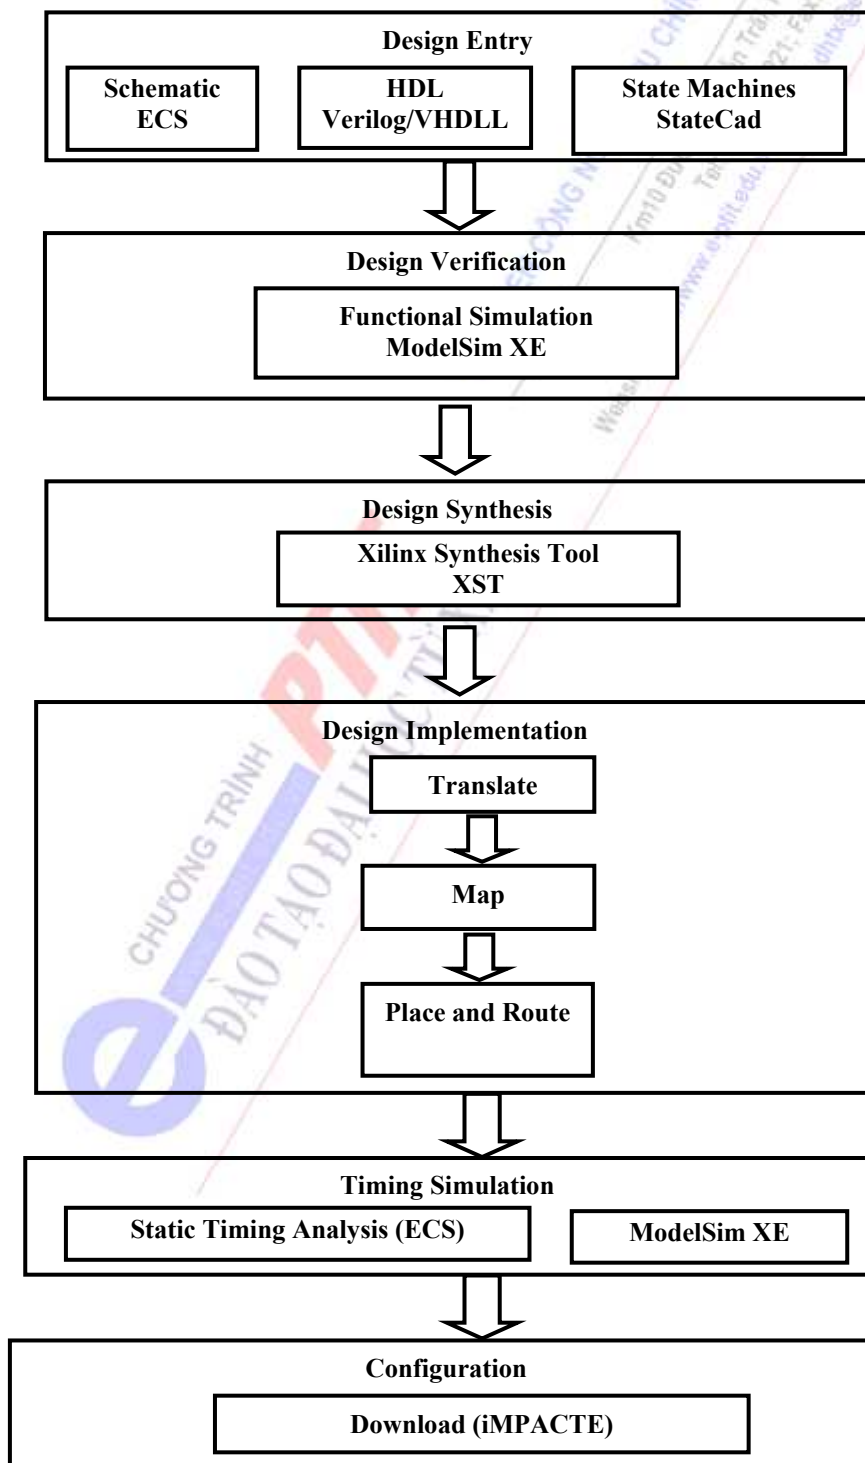 Design Entry
Schematic
ECS
HDL
Verilog/VHDLL
State Machines
StateCad
Design Verification
Functional Simulation
ModelSim XE
Design Synthesis
Xilinx Synthesis Tool
XST
Design Implementation
Translate
Map
Place and Route
Timing Simulation
Static Timing Analysis (ECS)
ModelSim XE
Configuration
Download (iMPACTE)
CHƯƠNG TRÌNH
ĐÀO TẠO ĐẠI HỌC TỪ